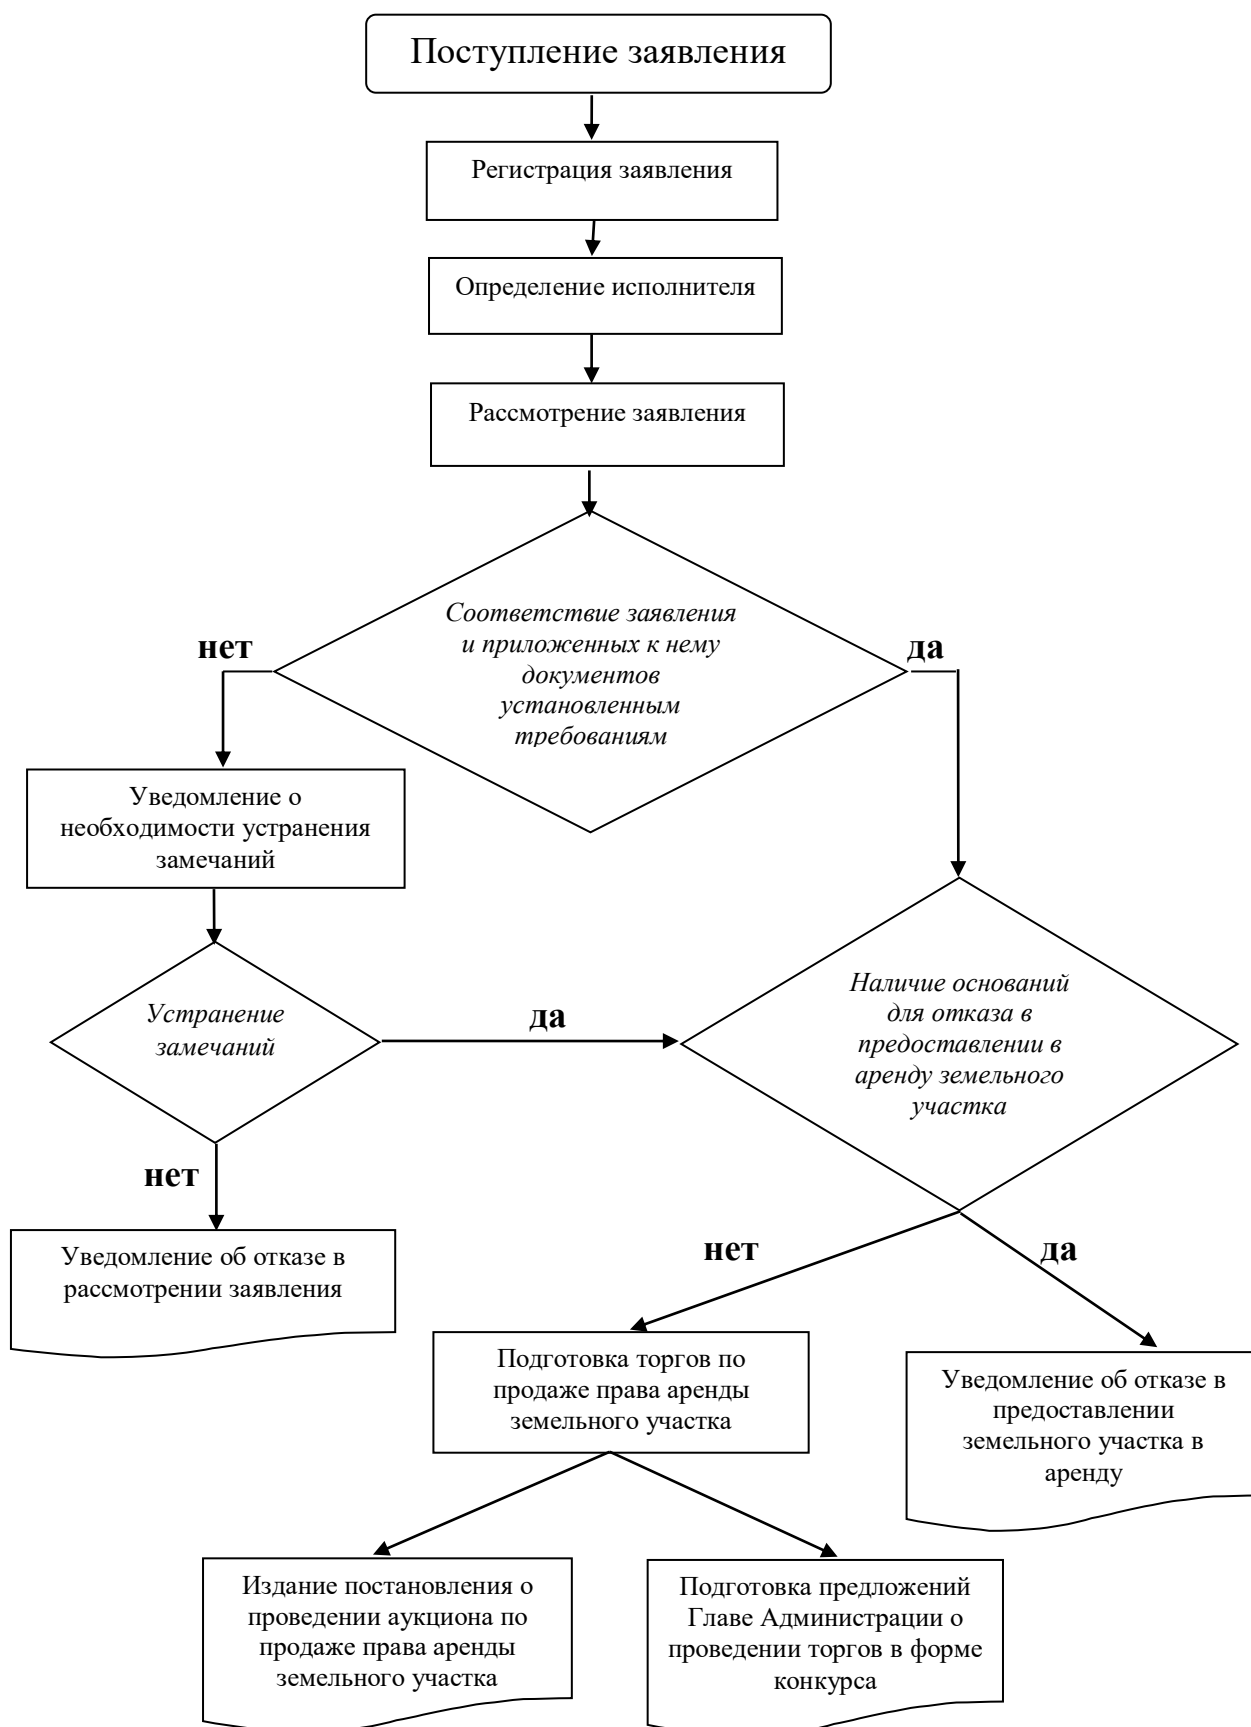 Поступление заявления
Регистрация заявления
Определение исполнителя
Рассмотрение заявления
Соответствие заявления
и приложенных к нему
документов
установленным
требованиям
нет
да
Уведомление о
необходимости устранения
замечаний
Устранение
замечаний
да
Наличие оснований
для отказа в
предоставлении в
аренду земельного
участка
нет
Уведомление об отказе в
рассмотрении заявления
нет
да
Подготовка торгов по
продаже права аренды
земельного участка
Уведомление об отказе в
предоставлении
земельного участка в
аренду
Издание постановления о
проведении аукциона по
продаже права аренды
земельного участка
Подготовка предложений
Главе Администрации о
проведении торгов в форме
конкурса